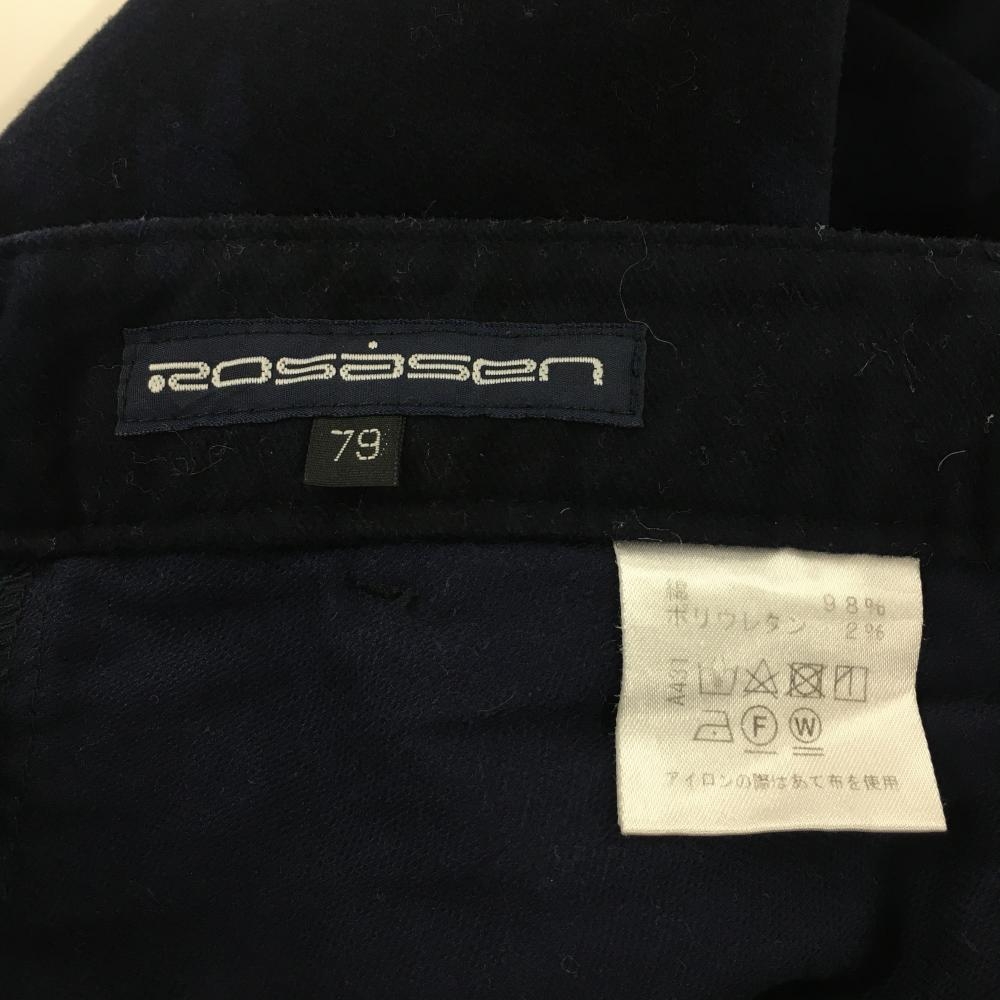 ROSASEN
79
綿 98%
ポリウレタン 2%
A431
F W
アイロンの際はあて布を使用